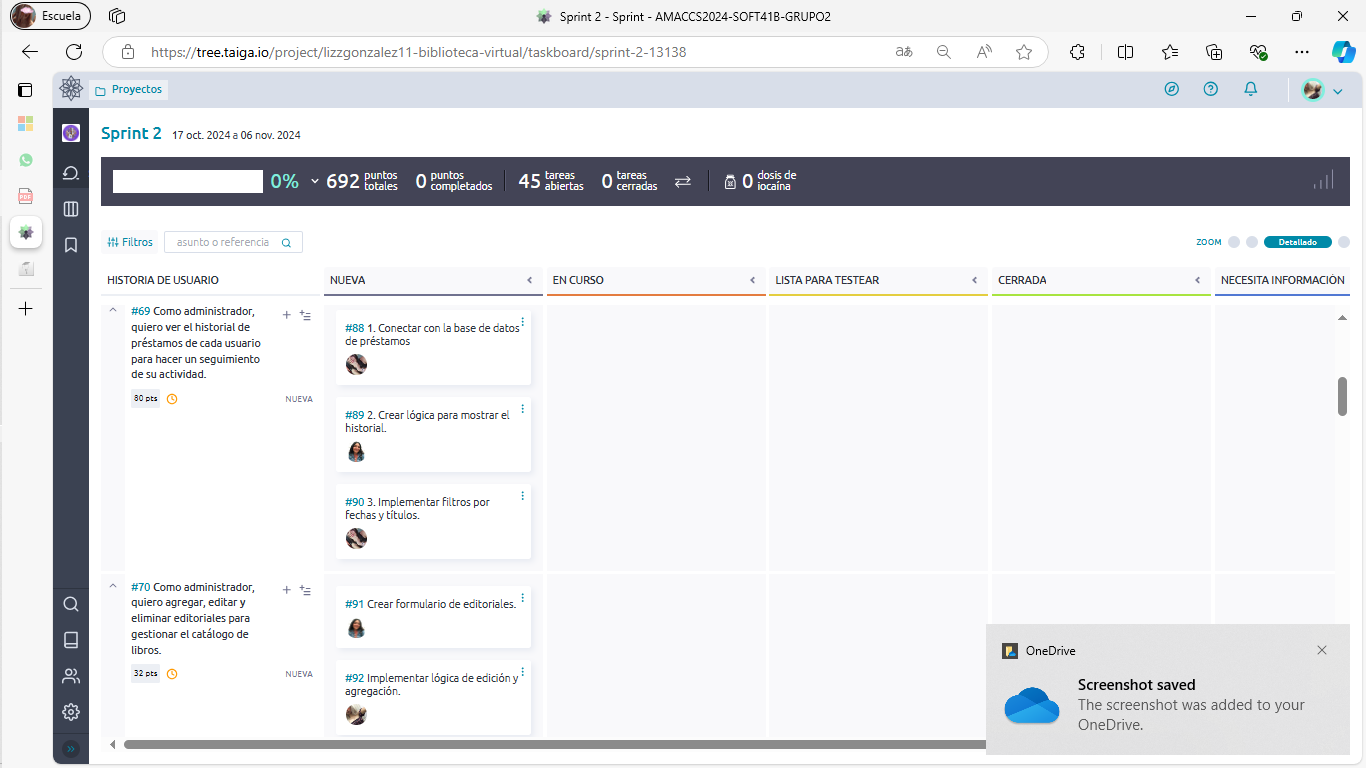 Escuela
Sprint 2 - Sprint - AMACCS2024-SOFT41B-GRUPO2
https://tree.taiga.io/project/lizzgonzalez11-biblioteca-virtual/taskboard/sprint-2-13138
Proyectos
Sprint 2 17 oct. 2024 a 06 nov. 2024
0% 692 puntos totales 0 puntos completados 45 tareas abiertas 0 tareas cerradas 0 dosis de iocaína
Filtros asunto o referencia ZOOM Detallado
HISTORIA DE USUARIO NUEVA EN CURSO LISTA PARA TESTEAR CERRADA NECESITA INFORMACIÓN
#69 Como administrador,
quiero ver el historial de
préstamos de cada usuario
para hacer un seguimiento
de su actividad.
80 pts NUEVA
#88 1. Conectar con la base de datos
de préstamos
#89 2. Crear lógica para mostrar el
historial.
#90 3. Implementar filtros por
fechas y títulos.
#70 Como administrador,
quiero agregar, editar y
eliminar editoriales para
gestionar el catálogo de
libros.
32 pts NUEVA
#91 Crear formulario de editoriales.
#92 Implementar lógica de edición y
agregación.
OneDrive
Screenshot saved
The screenshot was added to your
OneDrive.